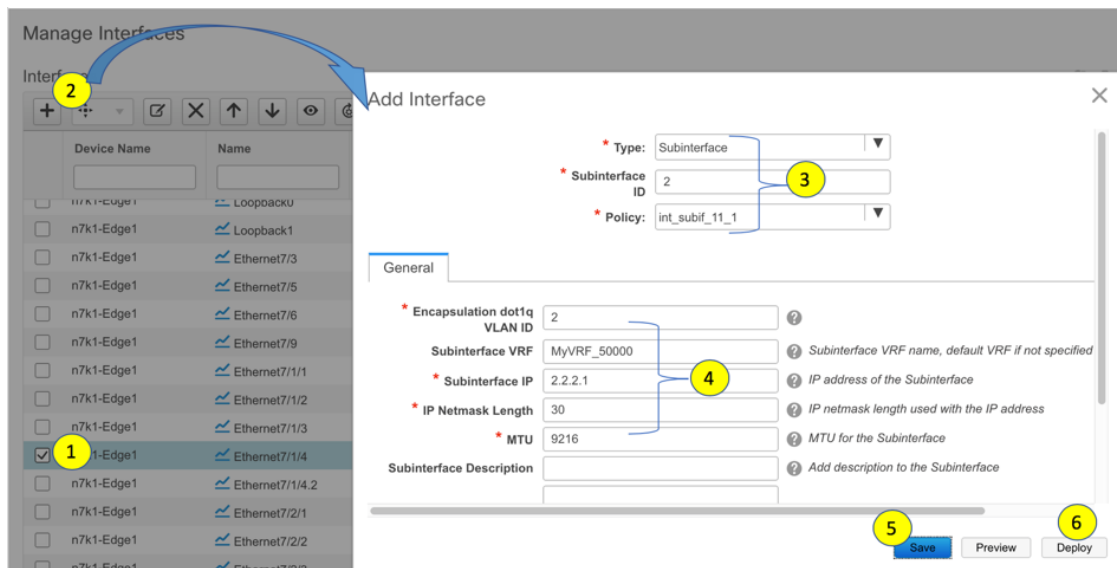 Manage Interfaces
2
Add Interface
Device Name
Name
* Type:
Subinterface
* Subinterface ID
2
* Policy:
int_subif_11_1
3
n7k1-Edge1
Loopback0
n7k1-Edge1
Loopback1
n7k1-Edge1
Ethernet7/3
n7k1-Edge1
Ethernet7/5
n7k1-Edge1
Ethernet7/6
n7k1-Edge1
Ethernet7/9
n7k1-Edge1
Ethernet7/1/1
n7k1-Edge1
Ethernet7/1/2
n7k1-Edge1
Ethernet7/1/3
1
1-Edge1
Ethernet7/1/4
n7k1-Edge1
Ethernet7/1/4.2
n7k1-Edge1
Ethernet7/2/1
n7k1-Edge1
Ethernet7/2/2
n7k1-Edge1
General
* Encapsulation dot1q
VLAN ID
2
Subinterface VRF
MyVRF_50000
Subinterface VRF name, default VRF if not specified
* Subinterface IP
2.2.2.1
IP address of the Subinterface
* IP Netmask Length
30
IP netmask length used with the IP address
* MTU
9216
MTU for the Subinterface
4
Subinterface Description
Add description to the Subinterface
5
6
Save
Preview
Deploy